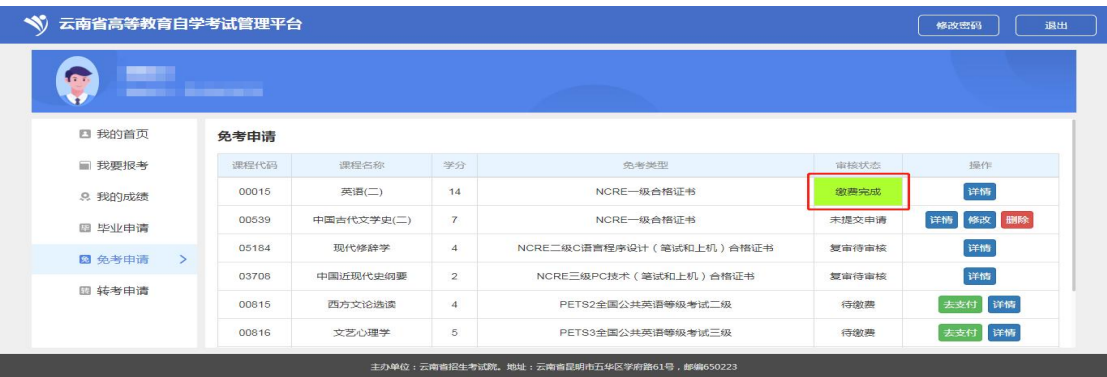 云南省高等教育自学考试管理平台 修改密码 退出
我的首页
我要报考
我的成绩
毕业申请
免考申请 >
转考申请
免考申请
课程代码 课程名称 学分 免考类型 审核状态 操作
00015 英语(二) 14 NCRE一级合格证书 缴费完成 详情
00539 中国古代文学史(二) 7 NCRE一级合格证书 未提交申请 详情 修改 删除
05184 现代修辞学 4 NCRE二级C语言程序设计（笔试和上机）合格证书 复审待审核 详情
03708 中国近现代史纲要 2 NCRE三级PC技术（笔试和上机）合格证书 复审待审核 详情
00815 西方文论选读 4 PETS2全国公共英语等级考试二级 待缴费 去支付 详情
00816 文艺心理学 5 PETS3全国公共英语等级考试三级 待缴费 去支付 详情
主办单位：云南省招生考试院。地址：云南省昆明市五华区学府路61号，邮编650223